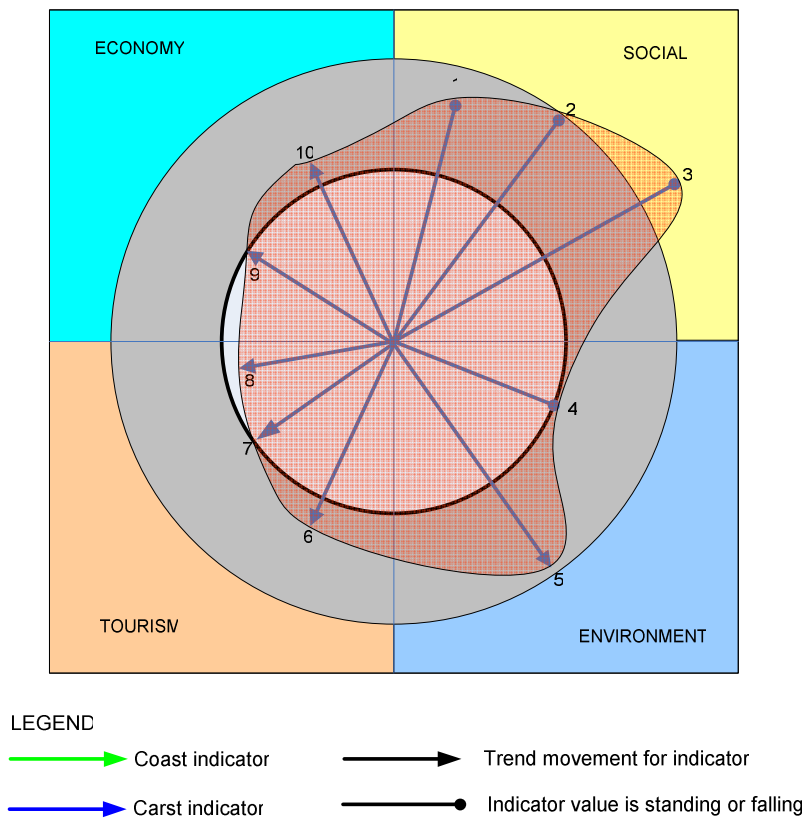 ECONOMY
SOCIAL
2
3
10
9
8
4
7
6
5
TOURISM
ENVIRONMENT
LEGEND
Coast indicator
Trend movement for indicator
Carst indicator
Indicator value is standing or falling